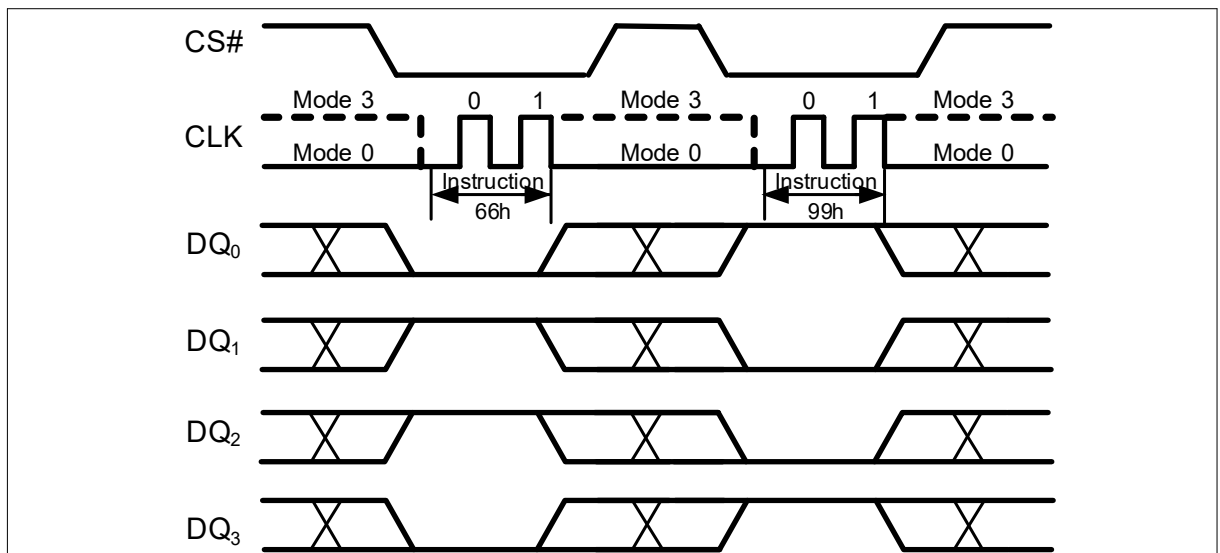 CS#
Mode 3 0 1 Mode 3 0 1 Mode 3
CLK
Mode 0 Mode 0 Mode 0
Instruction Instruction
66h 99h
DQ0
DQ1
DQ2
DQ3